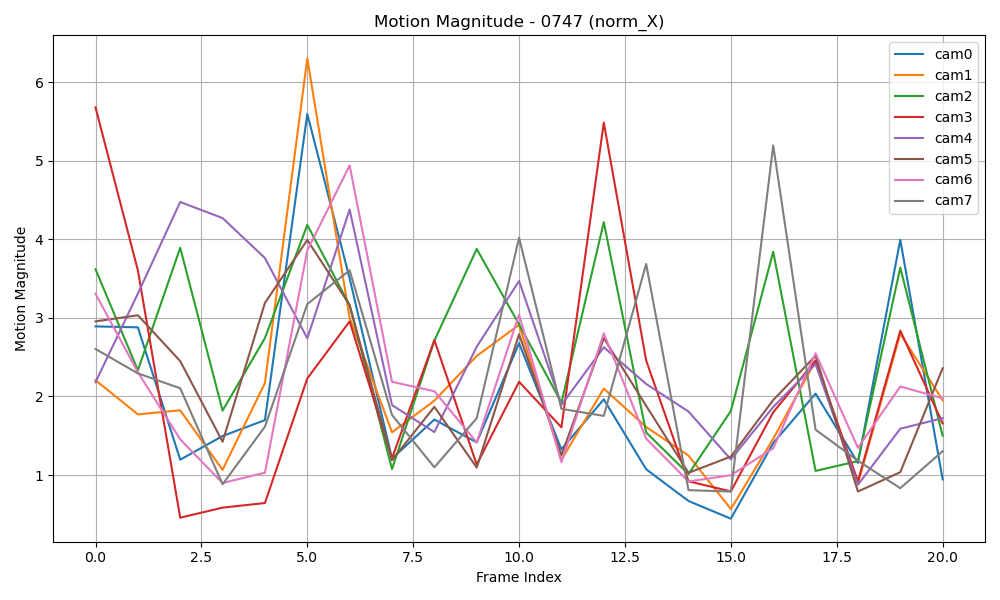 Motion Magnitude - 0747 (norm_X)
cam0
cam1
cam2
cam3
cam4
cam5
cam6
cam7
Motion Magnitude
6
5
4
3
2
1
0.0 2.5 5.0 7.5 10.0 12.5 15.0 17.5 20.0
Frame Index